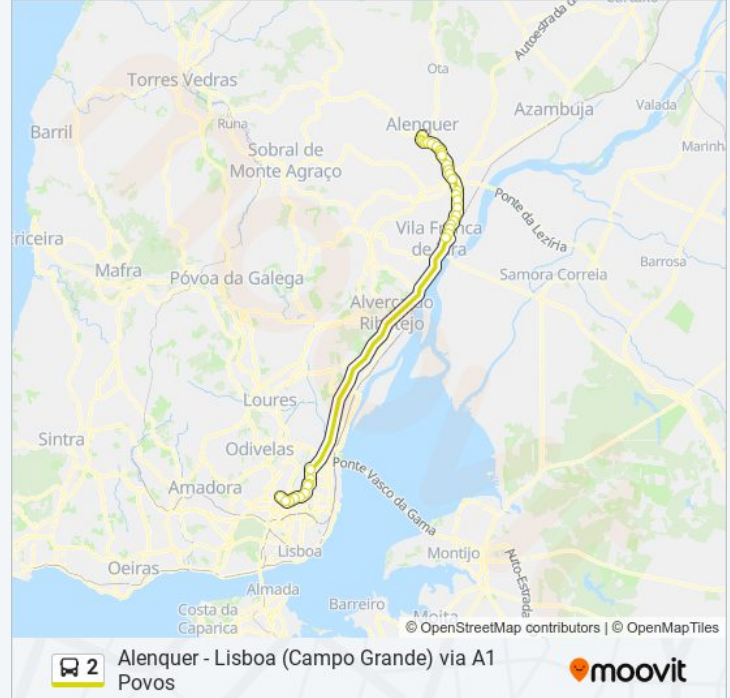 Autoestrada d
Ota
Torres Vedras
Azambuja
Valada
Runa
Alenquer
Barril
Marinh
Sobral de
Monte Agraço
Ponte da Lezíria
riceira
Vila Franca
de Xira
Mafra
Póvoa da Galega
Barrosa
Samora Correia
Alverca do
Ribatejo
Loures
Sintra
Odivelas
Ponte Vasco da Gama
Amadora
Lisboa
Montijo
Oeiras
Auto-Estrada
Almada
Costa da
Caparica
Barreiro
Moita
© OpenStreetMap contributors | © OpenMapTiles
2
Alenquer - Lisboa (Campo Grande) via A1
Povos
moovit